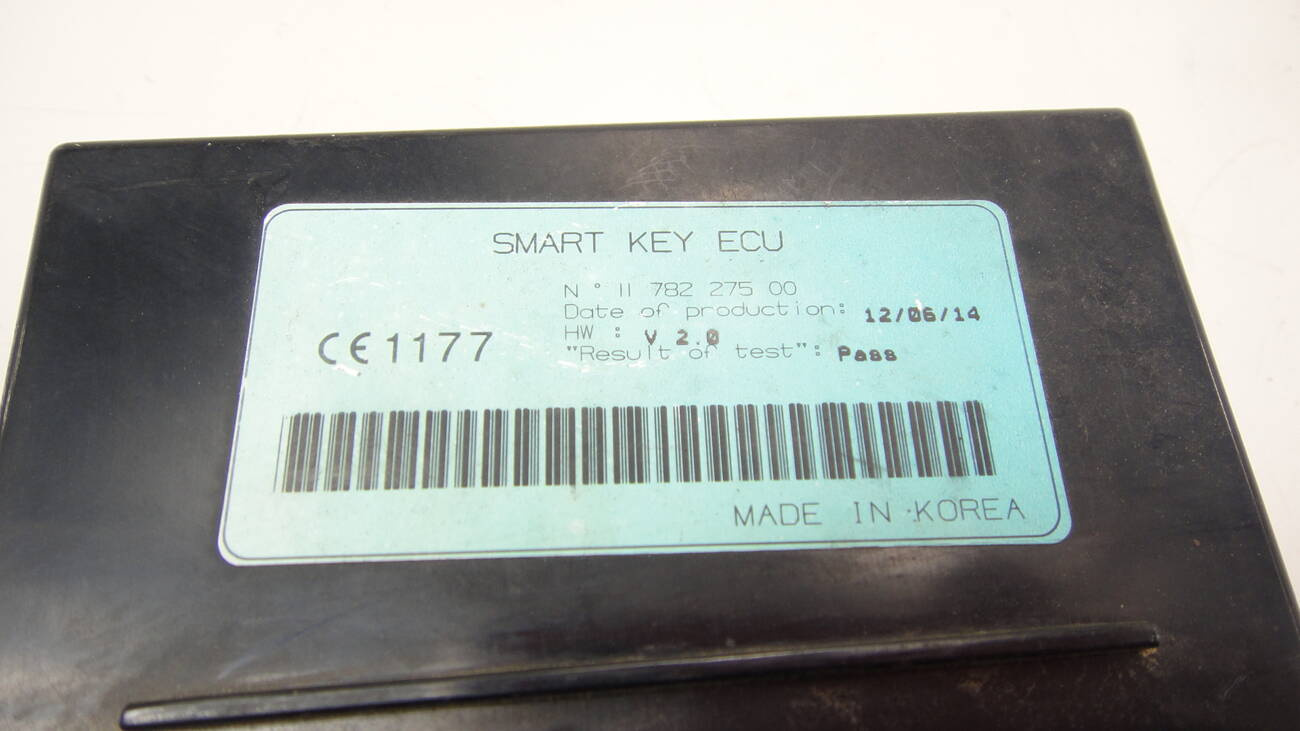 SMART KEY ECU
N° 11 782 275 00
Date of production: 12/06/14
HW : V 2.0
CE 1177
"Result of test": Pass
MADE IN KOREA